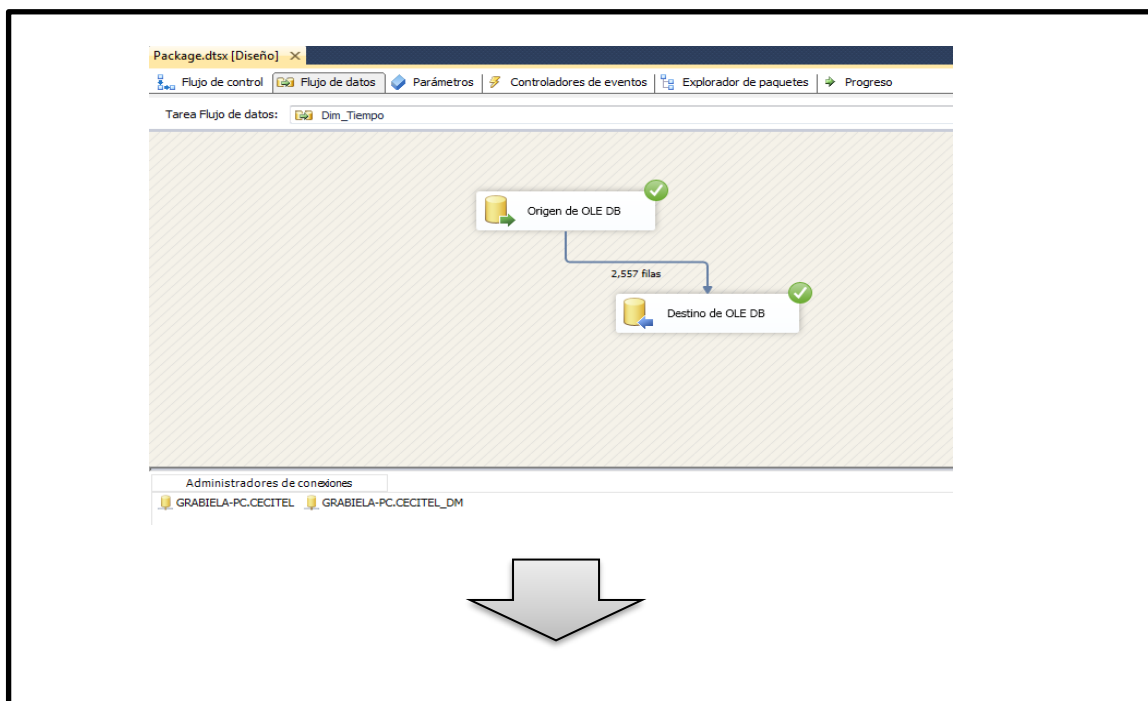 Package.dtsx [Diseño]
Flujo de control Flujo de datos Parámetros Controladores de eventos Explorador de paquetes Progreso
Tarea Flujo de datos: Dim_Tiempo
Origen de OLE DB
2,557 filas
Destino de OLE DB
Administradores de conexiones
GRABIELA-PC.CECITEL GRABIELA-PC.CECITEL_DM